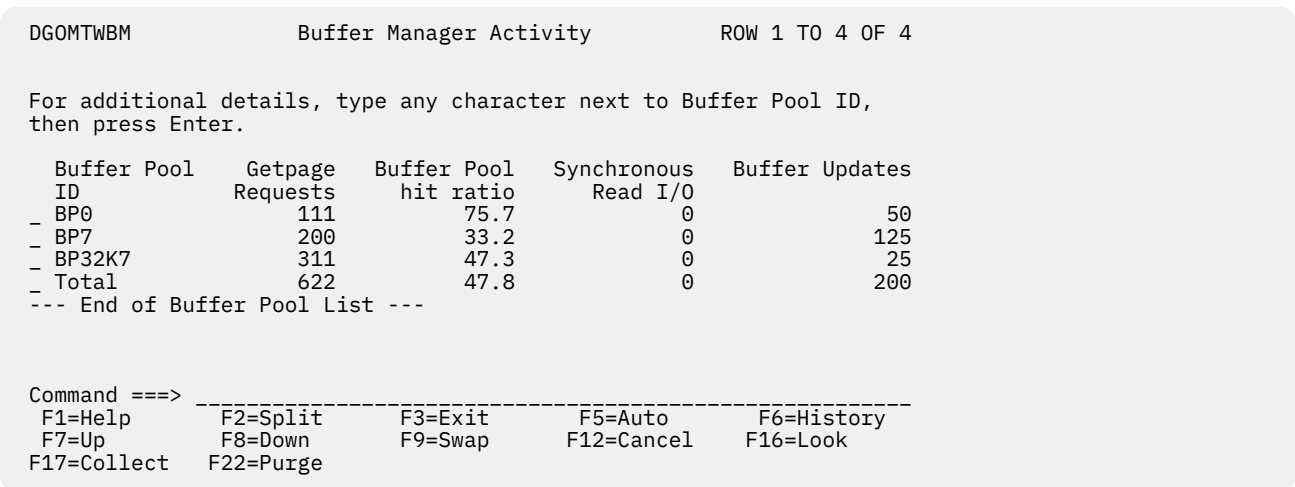 DGOMTWBM             Buffer Manager Activity          ROW 1 TO 4 OF 4
For additional details, type any character next to Buffer Pool ID,
then press Enter.
  Buffer Pool    Getpage   Buffer Pool   Synchronous   Buffer Updates
  ID            Requests     hit ratio      Read I/O
_ BP0                111          75.7             0               50
_ BP7                200          33.2             0              125
_ BP32K7             311          47.3             0               25
_ Total              622          47.8             0              200
--- End of Buffer Pool List ---
Command ===> ________________________________________________________
 F1=Help       F2=Split      F3=Exit       F5=Auto       F6=History
 F7=Up         F8=Down       F9=Swap      F12=Cancel    F16=Look
F17=Collect   F22=Purge